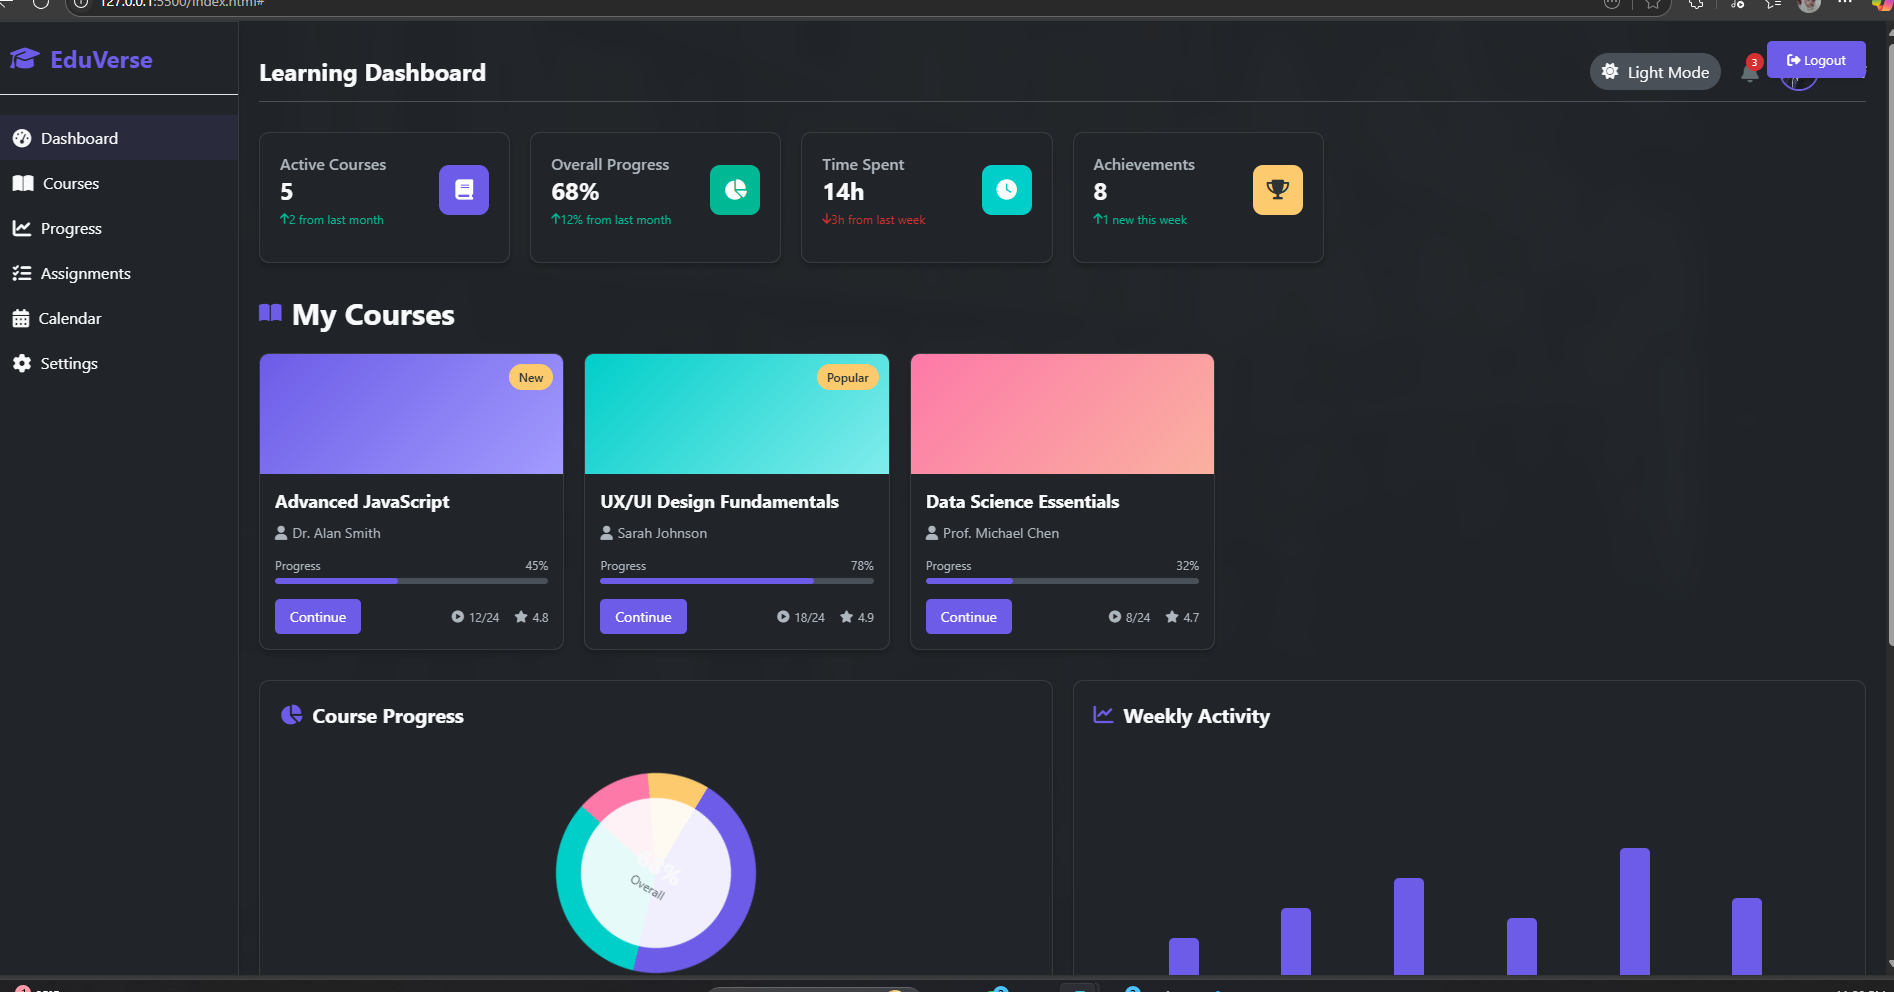 127.0.0.1:5500/index.html#
EduVerse
Learning Dashboard
Light Mode
3
Logout
Dashboard
Courses
Progress
Assignments
Calendar
Settings
Active Courses
5
2 from last month
Overall Progress
68%
12% from last month
Time Spent
14h
3h from last week
Achievements
8
1 new this week
My Courses
New
Advanced JavaScript
Dr. Alan Smith
Progress 45%
Continue 12/24 4.8
Popular
UX/UI Design Fundamentals
Sarah Johnson
Progress 78%
Continue 18/24 4.9
Data Science Essentials
Prof. Michael Chen
Progress 32%
Continue 8/24 4.7
Course Progress
Overall
Weekly Activity